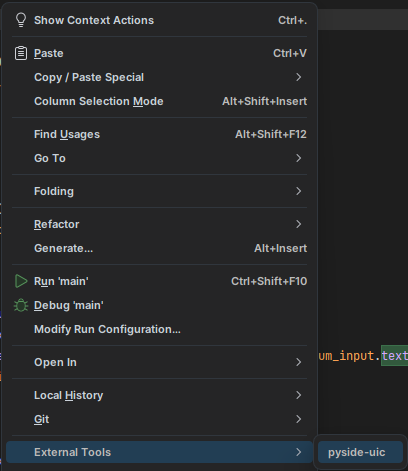 Show Context Actions Ctrl+.
Paste Ctrl+V
Copy / Paste Special
Column Selection Mode Alt+Shift+Insert
Find Usages Alt+Shift+F12
Go To
Folding
Refactor
Generate... Alt+Insert
Run 'main' Ctrl+Shift+F10
Debug 'main'
Modify Run Configuration...
um_input.text
Open In
Local History
Git
External Tools pyside-uic